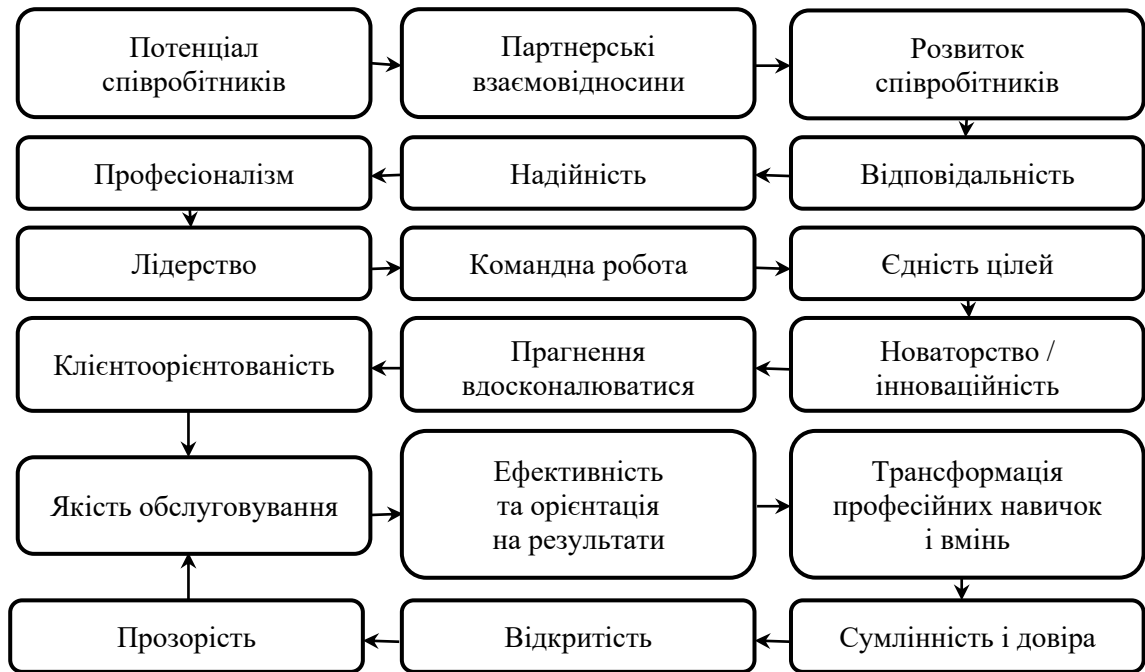 Потенціал
співробітників
Партнерські
взаємовідносини
Розвиток
співробітників
Професіоналізм
Надійність
Відповідальність
Лідерство
Командна робота
Єдність цілей
Клієнтоорієнтованість
Прагнення
вдосконалюватися
Новаторство /
інноваційність
Якість обслуговування
Ефективність
та орієнтація
на результати
Трансформація
професійних навичок
і вмінь
Прозорість
Відкритість
Сумлінність і довіра